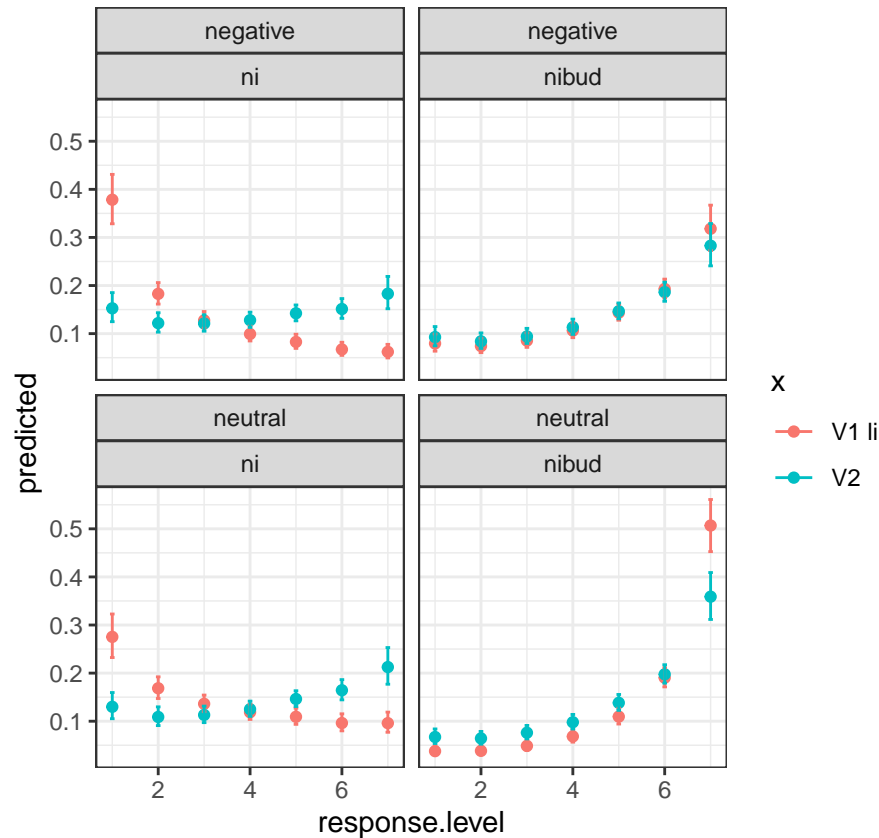 negative
negative
ni
nibud
0.5
0.4
0.3
0.2
0.1
neutral
neutral
ni
nibud
0.5
0.4
0.3
0.2
0.1
2 4 6
2 4 6
response.level
predicted
x
V1 li
V2